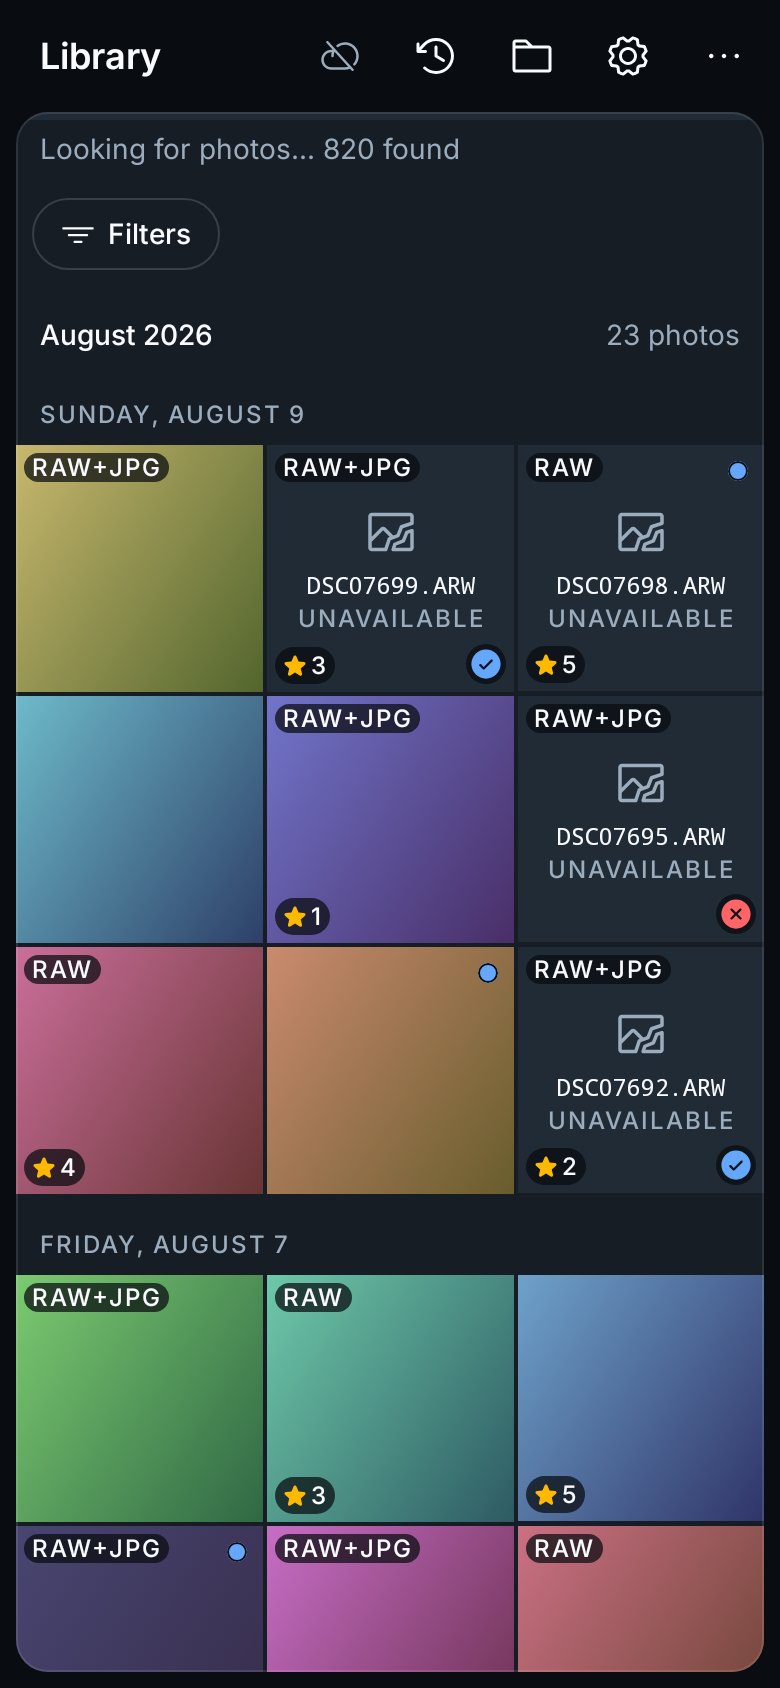 Library
Looking for photos... 820 found
Filters
August 2026
23 photos
SUNDAY, AUGUST 9
RAW+JPG
RAW+JPG
DSC07699.ARW
UNAVAILABLE
3
RAW
DSC07698.ARW
UNAVAILABLE
5
RAW+JPG
1
RAW+JPG
DSC07695.ARW
UNAVAILABLE
RAW
4
RAW+JPG
DSC07692.ARW
UNAVAILABLE
2
FRIDAY, AUGUST 7
RAW+JPG
RAW
3
5
RAW+JPG
RAW+JPG
RAW